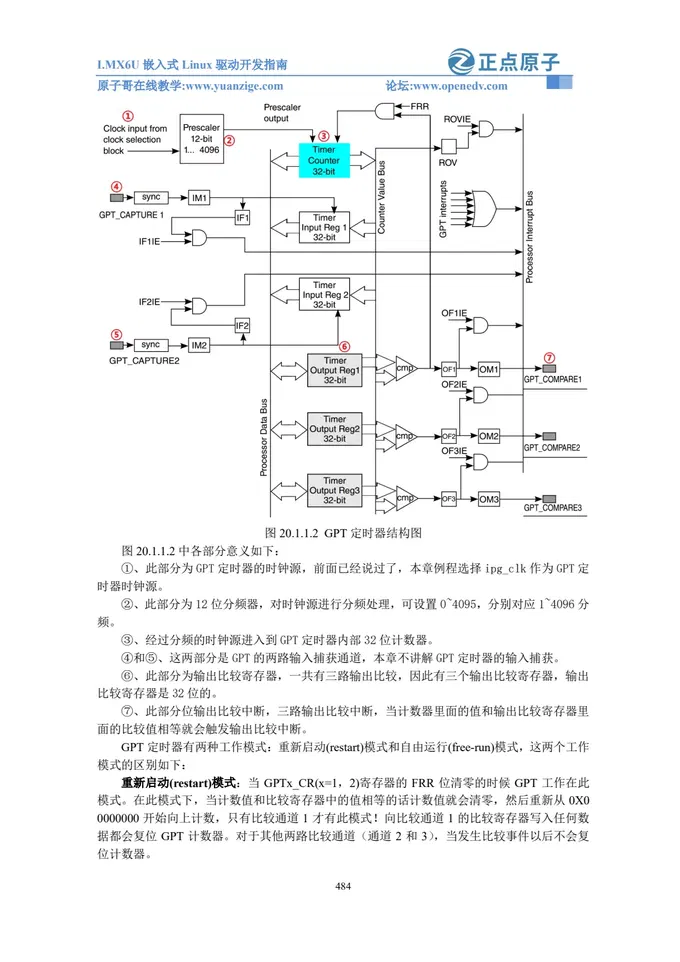 I.MX6U 嵌入式 Linux 驱动开发指南
正点原子
原子哥在线教学:www.yuanzige.com 论坛:www.openedv.com
①
Clock input from
clock selection
block
Prescaler
12-bit
1... 4096
②
Prescaler
output
③
Timer
Counter
32-bit
FRR
ROVIE
ROV
④
GPT_CAPTURE 1
sync
IM1
IF1
IF1IE
Timer
Input Reg 1
32-bit
Counter Value Bus
GPT interrupts
Processor Interrupt Bus
IF2IE
Timer
Input Reg 2
32-bit
IF2
⑤
sync
IM2
GPT_CAPTURE2
⑥
Timer
Output Reg1
32-bit
cmp
OF1IE
OF1
OM1
⑦
GPT_COMPARE1
Timer
Output Reg2
32-bit
cmp
OF2IE
OF2
OM2
GPT_COMPARE2
Timer
Output Reg3
32-bit
cmp
OF3IE
OF3
OM3
GPT_COMPARE3
Processor Data Bus
图 20.1.1.2 GPT 定时器结构图
图 20.1.1.2 中各部分意义如下：
①、此部分为 GPT 定时器的时钟源，前面已经说过了，本章例程选择 ipg_clk 作为 GPT 定
时器时钟源。
②、此部分为 12 位分频器，对时钟源进行分频处理，可设置 0~4095，分别对应 1~4096 分
频。
③、经过分频的时钟源进入到 GPT 定时器内部 32 位计数器。
④和⑤、这两部分是 GPT 的两路输入捕获通道，本章不讲解 GPT 定时器的输入捕获。
⑥、此部分为输出比较寄存器，一共有三路输出比较，因此有三个输出比较寄存器，输出
比较寄存器是 32 位的。
⑦、此部分位输出比较中断，三路输出比较中断，当计数器里面的值和输出比较寄存器里
面的比较值相等就会触发输出比较中断。
GPT 定时器有两种工作模式：重新启动(restart)模式和自由运行(free-run)模式，这两个工作
模式的区别如下：
重新启动(restart)模式：当 GPTx_CR(x=1，2)寄存器的 FRR 位清零的时候 GPT 工作在此
模式。在此模式下，当计数值和比较寄存器中的值相等的话计数值就会清零，然后重新从 0X0
0000000 开始向上计数，只有比较通道 1 才有此模式！向比较通道 1 的比较寄存器写入任何数
据都会复位 GPT 计数器。对于其他两路比较通道（通道 2 和 3），当发生比较事件以后不会复
位计数器。
484